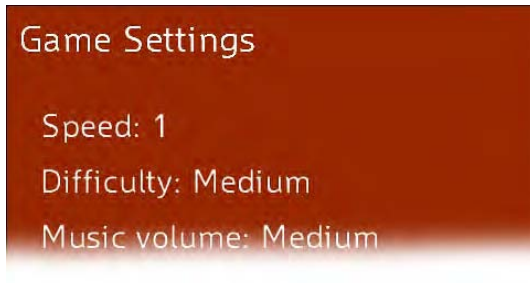 Game Settings
Speed: 1
Difficulty: Medium
Music volume: Medium